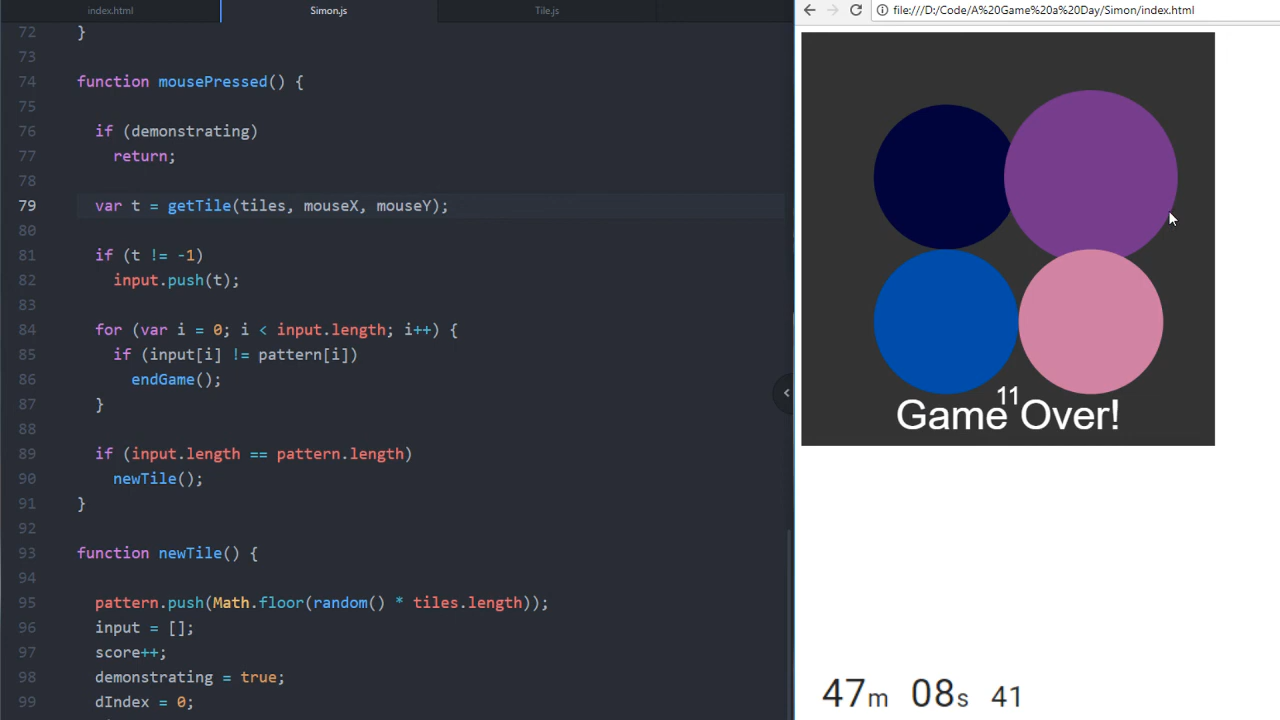 index.html
Simon.js
Tile.js
file:///D:/Code/A%20Game%20a%20Day/Simon/index.html
72 }
73
74 function mousePressed() {
75
76 if (demonstrating)
77 return;
78
79 var t = getTile(tiles, mouseX, mouseY);
80
81 if (t != -1)
82 input.push(t);
83
84 for (var i = 0; i < input.length; i++) {
85 if (input[i] != pattern[i])
86 endGame();
87 }
88
89 if (input.length == pattern.length)
90 newTile();
91 }
92
93 function newTile() {
94
95 pattern.push(Math.floor(random() * tiles.length));
96 input = [];
97 score++;
98 demonstrating = true;
99 dIndex = 0;
11
Game Over!
47m 08s 41